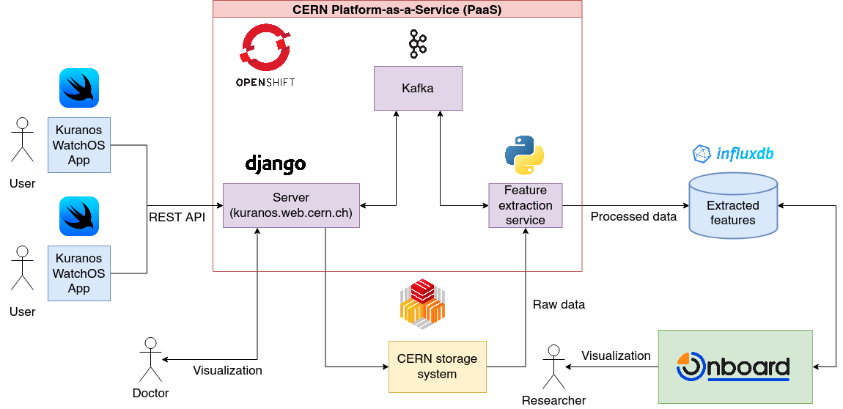 CERN Platform-as-a-Service (PaaS)
OPENSHIFT
Kafka
Kuranos
WatchOS
App
User
django
Server
(kuranos.web.cern.ch)
REST API
Feature
extraction
service
Processed data
influxdb
Extracted
features
Kuranos
WatchOS
App
User
Raw data
CERN storage
system
Doctor
Visualization
Researcher
Visualization
Onboard